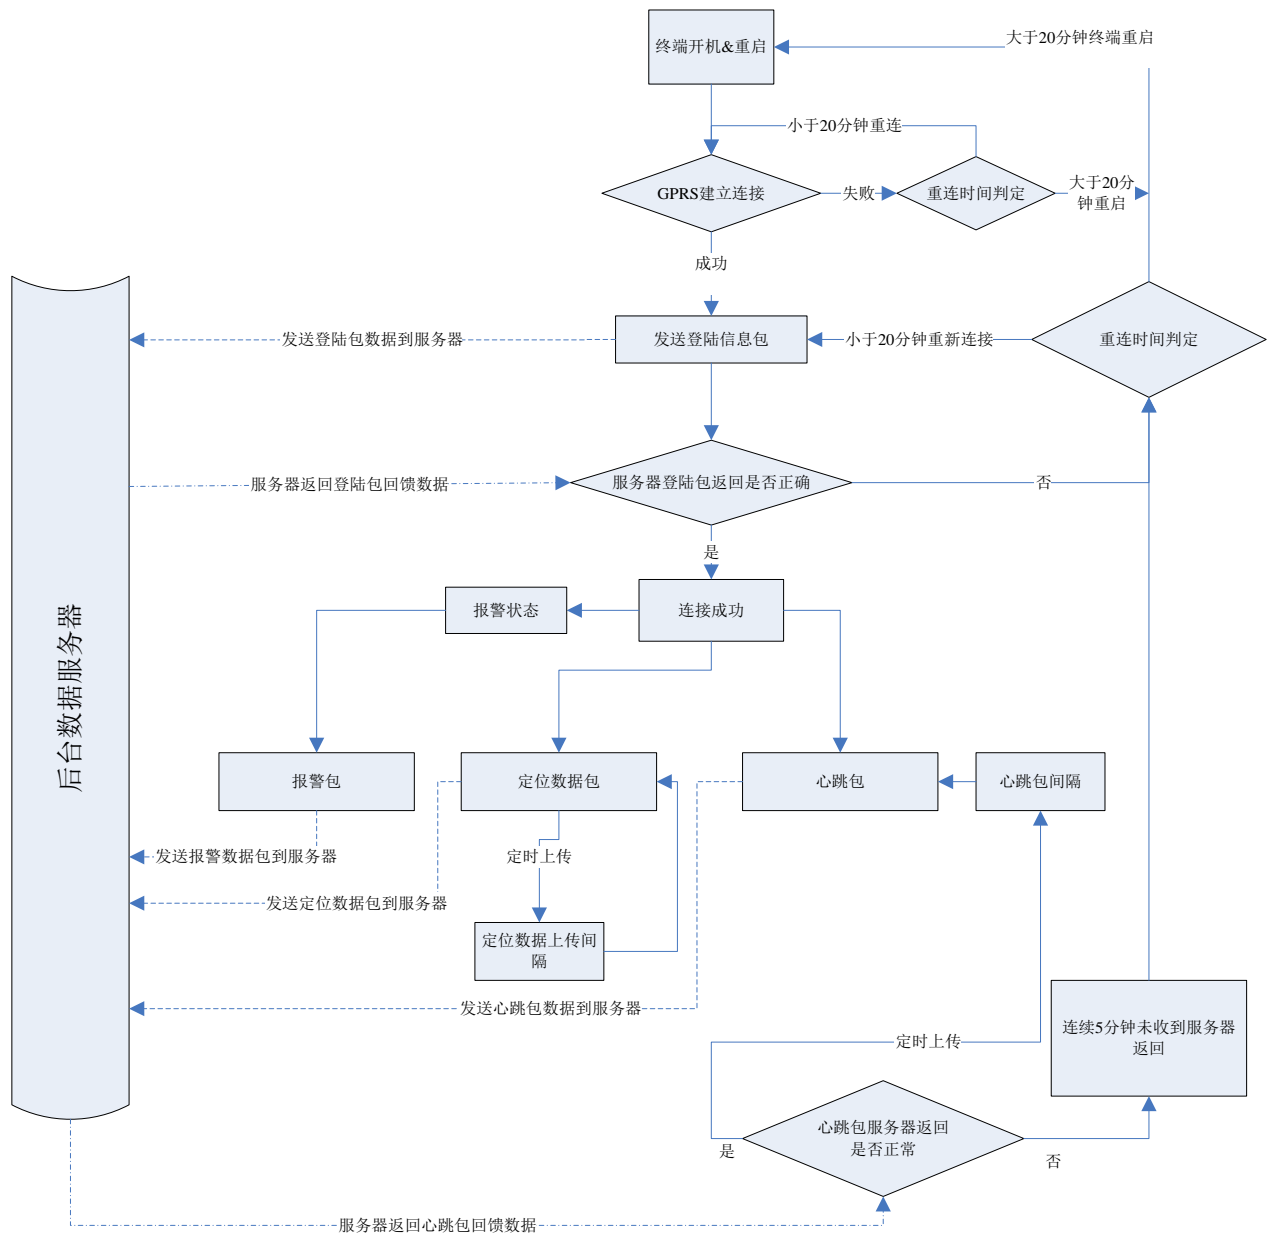 终端开机&重启
大于20分钟终端重启
小于20分钟重连
GPRS建立连接
失败
重连时间判定
大于20分
钟重启
成功
发送登陆包数据到服务器
发送登陆信息包
小于20分钟重新连接
重连时间判定
服务器返回登陆包回馈数据
服务器登陆包返回是否正确
否
是
报警状态
连接成功
后台数据服务器
报警包
定位数据包
心跳包
心跳包间隔
发送报警数据包到服务器
定时上传
发送定位数据包到服务器
定位数据上传间
隔
发送心跳包数据到服务器
定时上传
连续5分钟未收到服务器
返回
心跳包服务器返回
是否正常
是
否
服务器返回心跳包回馈数据